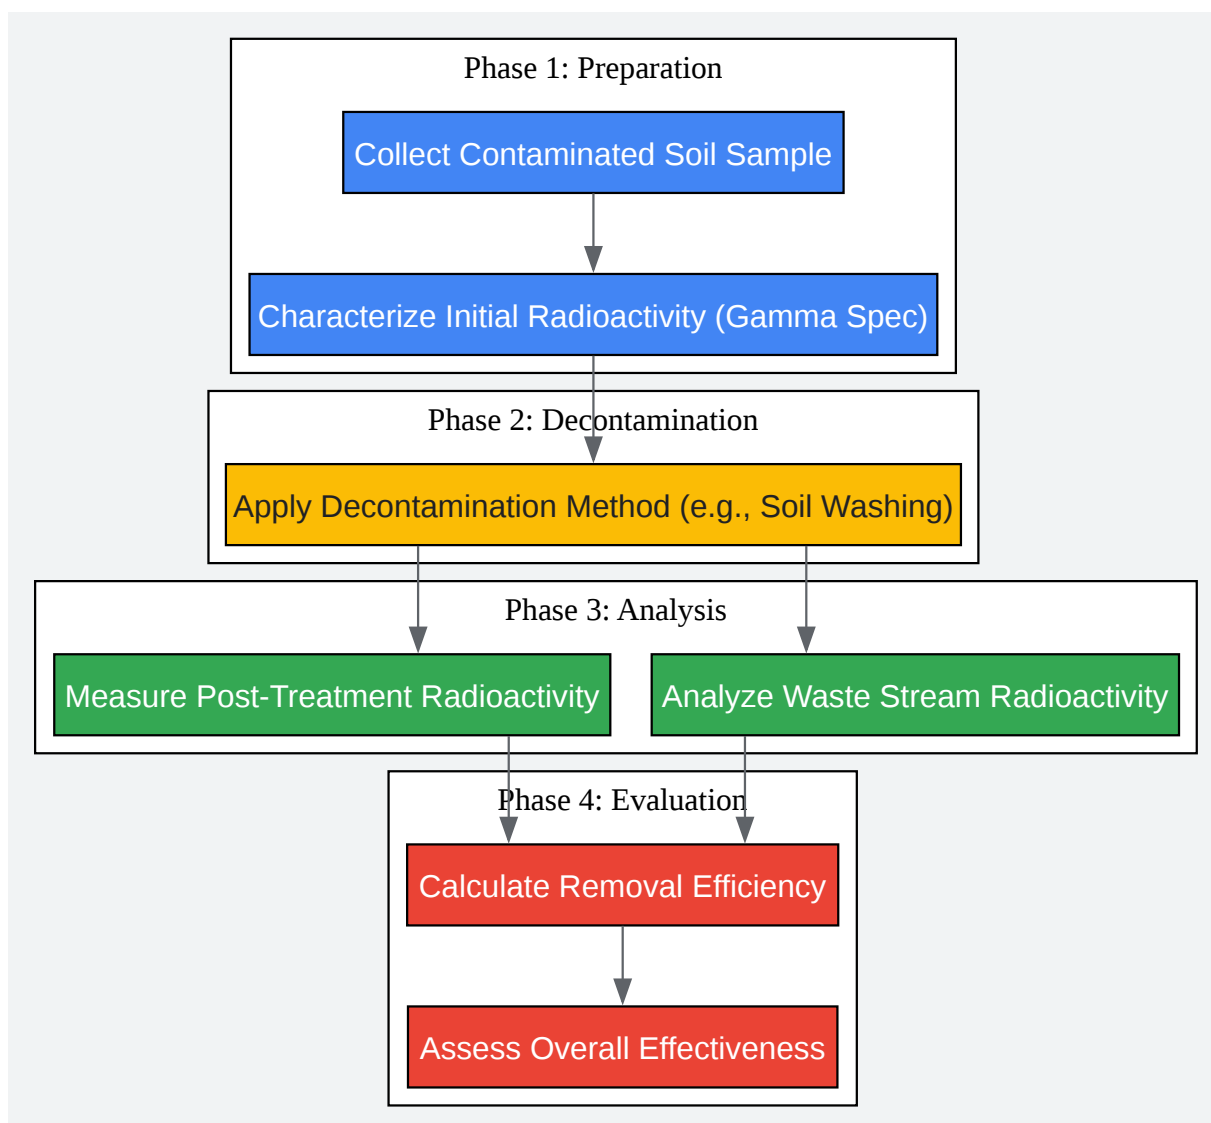 Phase 1: Preparation
Collect Contaminated Soil Sample
Characterize Initial Radioactivity (Gamma Spec)
Phase 2: Decontamination
Apply Decontamination Method (e.g., Soil Washing)
Phase 3: Analysis
Measure Post-Treatment Radioactivity
Analyze Waste Stream Radioactivity
Phase 4: Evaluation
Calculate Removal Efficiency
Assess Overall Effectiveness